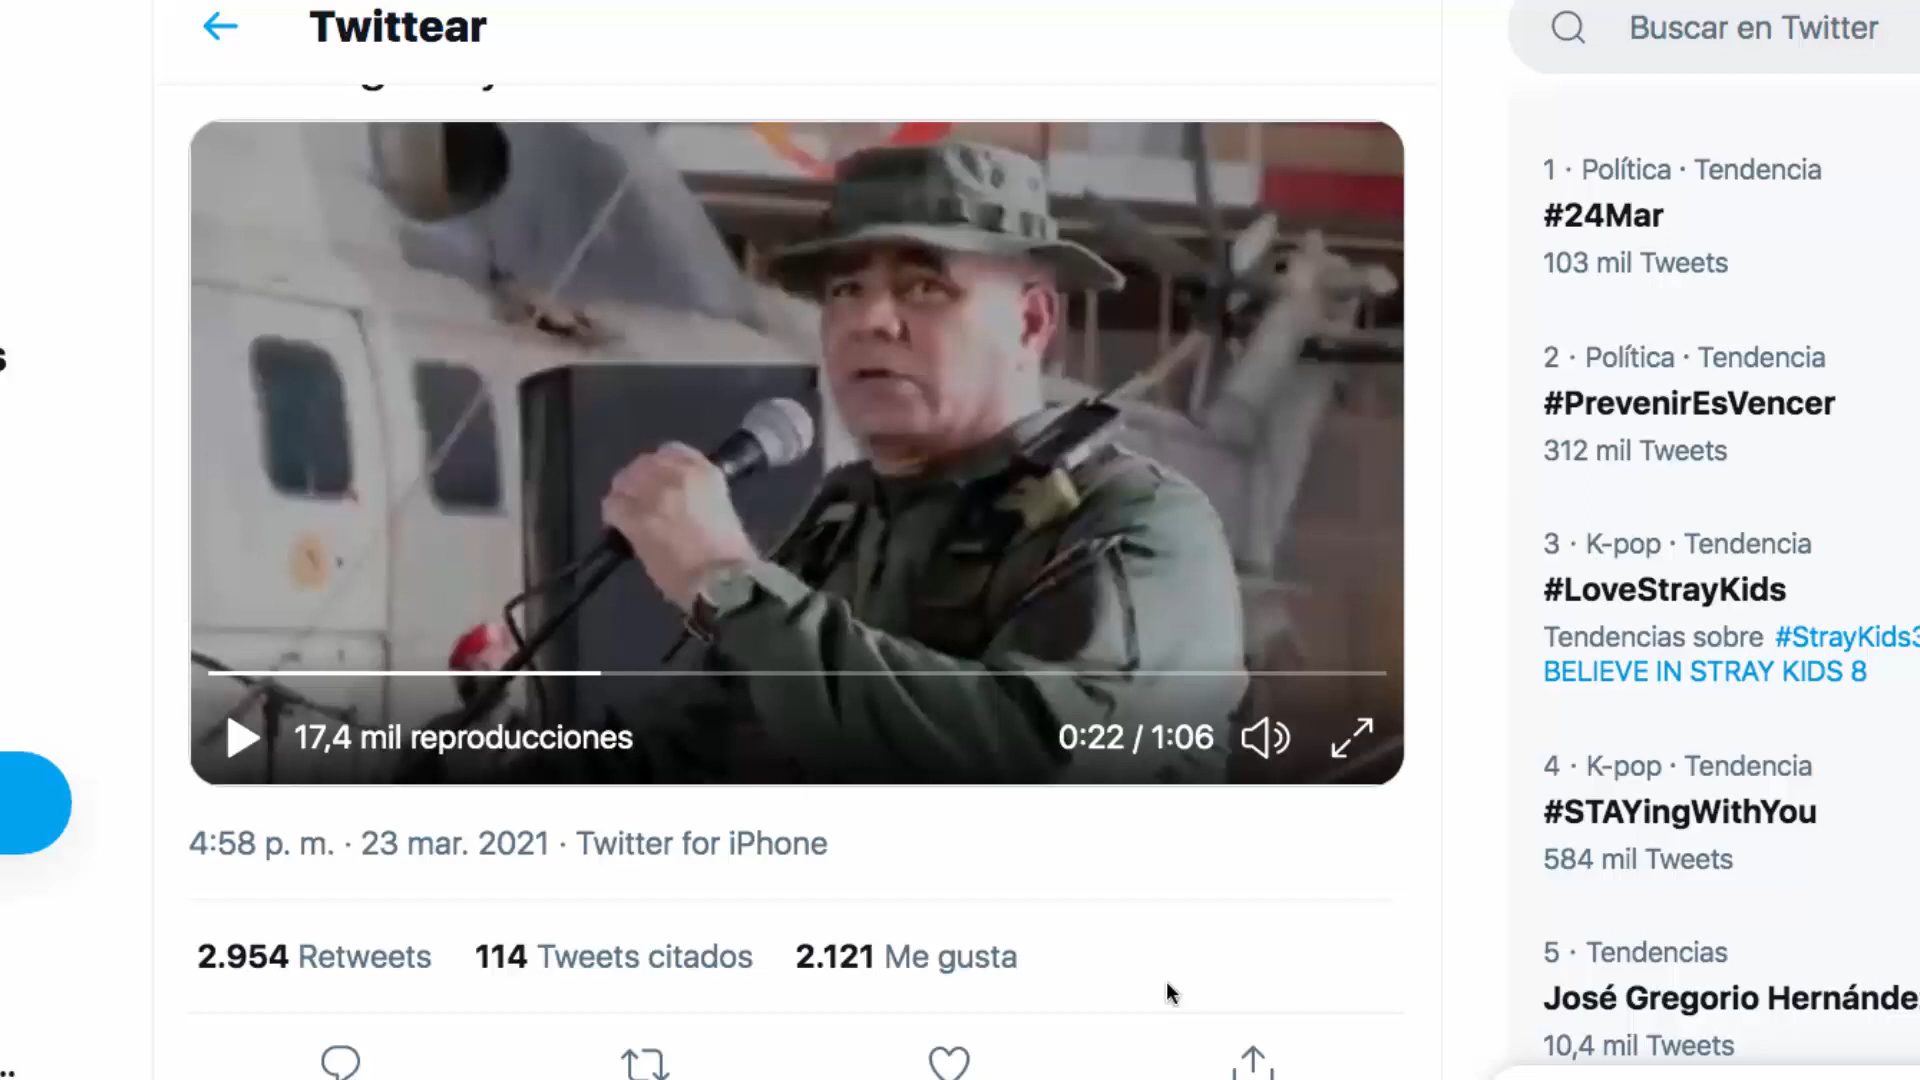 Twittear
17,4 mil reproducciones
0:22 / 1:06
4:58 p. m. · 23 mar. 2021 · Twitter for iPhone
2.954 Retweets 114 Tweets citados 2.121 Me gusta
Buscar en Twitter
1 · Política · Tendencia
#24Mar
103 mil Tweets
2 · Política · Tendencia
#PrevenirEsVencer
312 mil Tweets
3 · K-pop · Tendencia
#LoveStrayKids
Tendencias sobre #StrayKids3
BELIEVE IN STRAY KIDS 8
4 · K-pop · Tendencia
#STAYingWithYou
584 mil Tweets
5 · Tendencias
José Gregorio Hernánde
10,4 mil Tweets